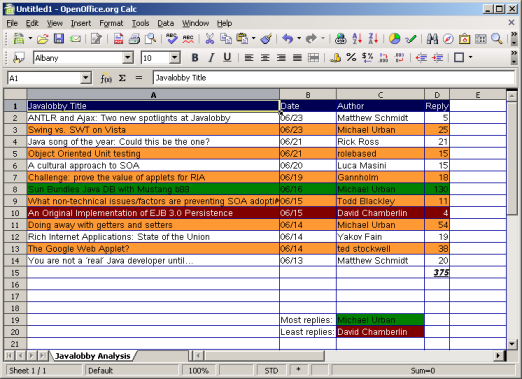 Untitled1 - OpenOffice.org Calc
File Edit View Insert Format Tools Data Window Help
Albany 10 B I U
A1 f(x) Σ = Javalobby Title
A B C D E
1 Javalobby Title Date Author Reply
2 ANTLR and Ajax: Two new spotlights at Javalobby 06/23 Matthew Schmidt 5
3 Swing vs. SWT on Vista 06/23 Michael Urban 25
4 Java song of the year: Could this be the one? 06/21 Rick Ross 21
5 Object Oriented Unit testing 06/21 rolebased 15
6 A cultural approach to SOA 06/20 Luca Masini 15
7 Challenge: prove the value of applets for RIA 06/19 Gannholm 18
8 Sun Bundles Java DB with Mustang b88 06/16 Michael Urban 130
9 What non-technical issues/factors are preventing SOA adopti 06/15 Todd Blackley 11
10 An Original Implementation of EJB 3.0 Persistence 06/15 David Chamberlin 4
11 Doing away with getters and setters 06/14 Michael Urban 54
12 Rich Internet Applications: State of the Union 06/14 Yakov Fain 19
13 The Google Web Applet? 06/14 ted stockwell 38
14 You are not a 'real' Java developer until... 06/13 Matthew Schmidt 20
15 375
16
17
18
19 Most replies: Michael Urban
20 Least replies: David Chamberlin
21
Javalobby Analysis
Sheet 1 / 1 Default 100% STD * Sum=0